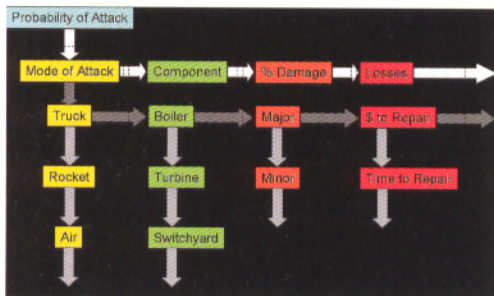 Probability of Attack
Mode of Attack Component % Damage Losses
Truck Boiler Major $ to Repair
Rocket Turbine Minor Time to Repair
Air Switchyard